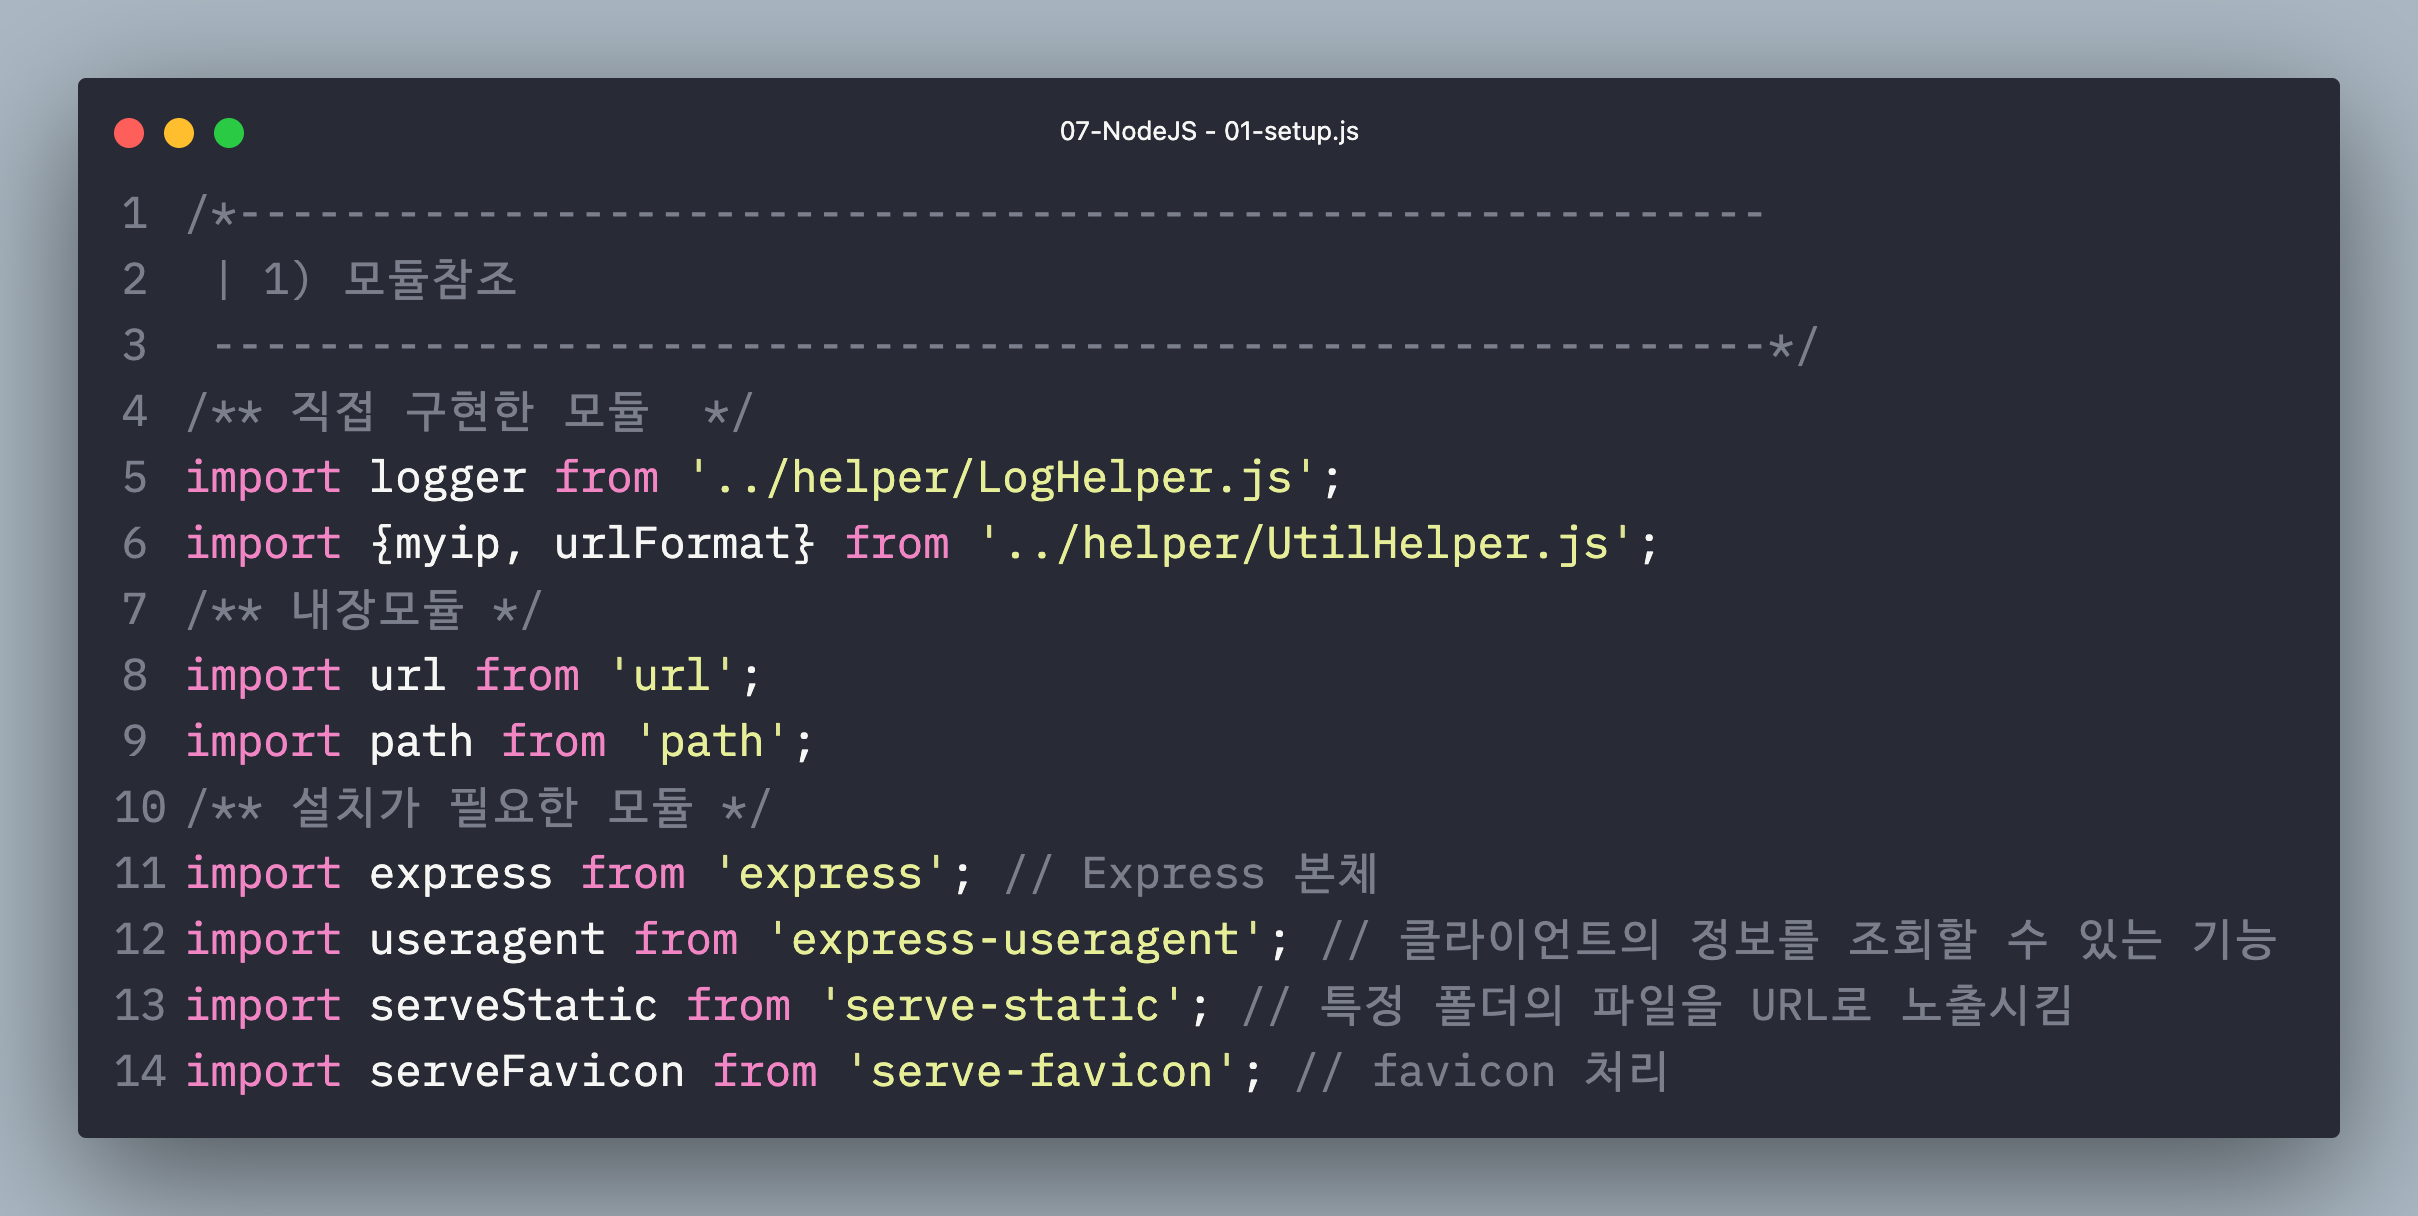 07-NodeJS - 01-setup.js
1 /*----------------------------------------------------------
2  | 1) 모듈참조
3  -----------------------------------------------------------*/
4 /** 직접 구현한 모듈  */
5 import logger from '../helper/LogHelper.js';
6 import {myip, urlFormat} from '../helper/UtilHelper.js';
7 /** 내장모듈 */
8 import url from 'url';
9 import path from 'path';
10 /** 설치가 필요한 모듈 */
11 import express from 'express'; // Express 본체
12 import useragent from 'express-useragent'; // 클라이언트의 정보를 조회할 수 있는 기능
13 import serveStatic from 'serve-static'; // 특정 폴더의 파일을 URL로 노출시킴
14 import serveFavicon from 'serve-favicon'; // favicon 처리